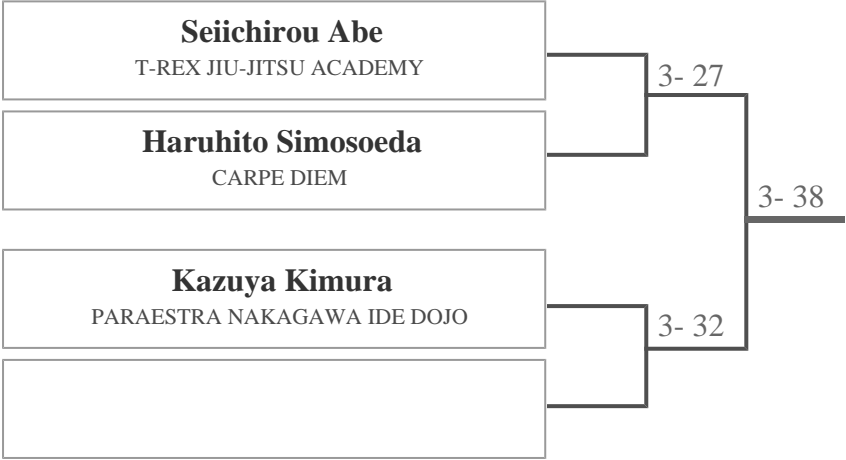 Seiichirou Abe
T-REX JIU-JITSU ACADEMY
3- 27
Haruhito Simosoeda
CARPE DIEM
3- 38
Kazuya Kimura
PARAESTRA NAKAGAWA IDE DOJO
3- 32